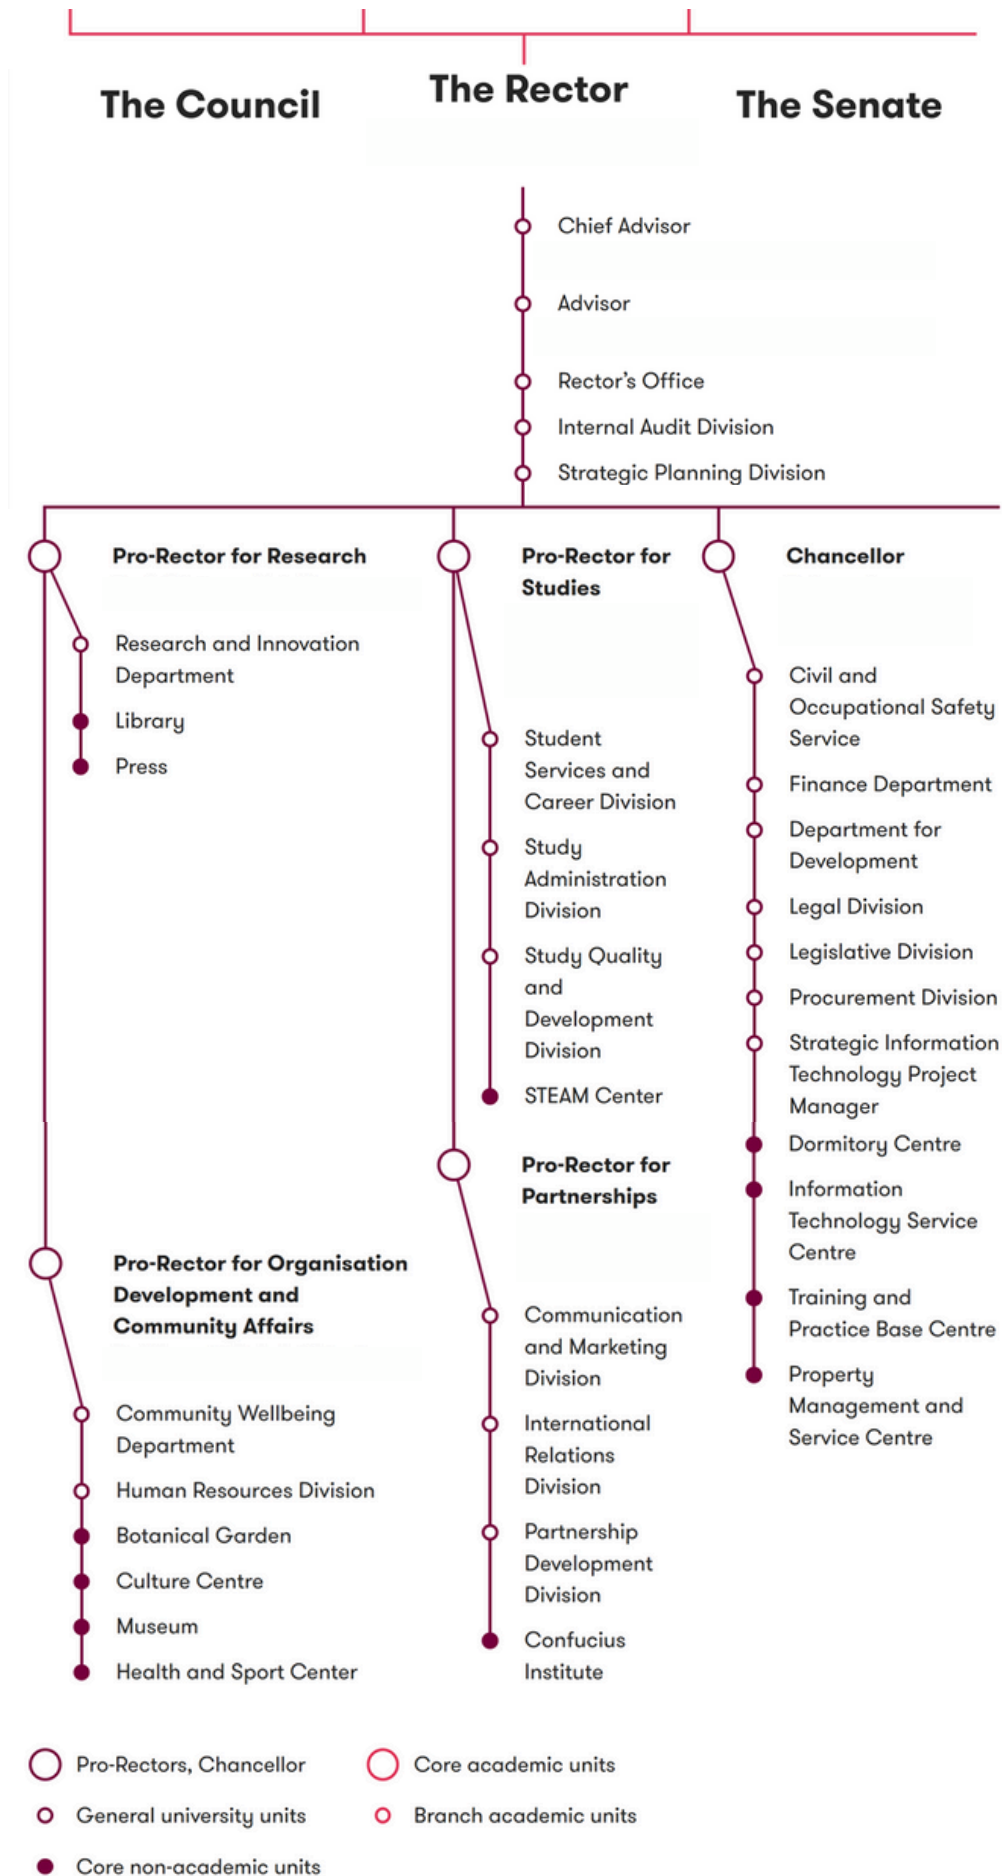 The Council
The Rector
The Senate
Chief Advisor
Advisor
Rector's Office
Internal Audit Division
Strategic Planning Division
Pro-Rector for Research
Research and Innovation
Department
Library
Press
Pro-Rector for Organisation
Development and
Community Affairs
Community Wellbeing
Department
Human Resources Division
Botanical Garden
Culture Centre
Museum
Health and Sport Center
Pro-Rector for
Studies
Student
Services and
Career Division
Study
Administration
Division
Study Quality
and
Development
Division
STEAM Center
Pro-Rector for
Partnerships
Communication
and Marketing
Division
International
Relations
Division
Partnership
Development
Division
Confucius
Institute
Chancellor
Civil and
Occupational Safety
Service
Finance Department
Department for
Development
Legal Division
Legislative Division
Procurement Division
Strategic Information
Technology Project
Manager
Dormitory Centre
Information
Technology Service
Centre
Training and
Practice Base Centre
Property
Management and
Service Centre
Pro-Rectors, Chancellor
General university units
Core non-academic units
Core academic units
Branch academic units